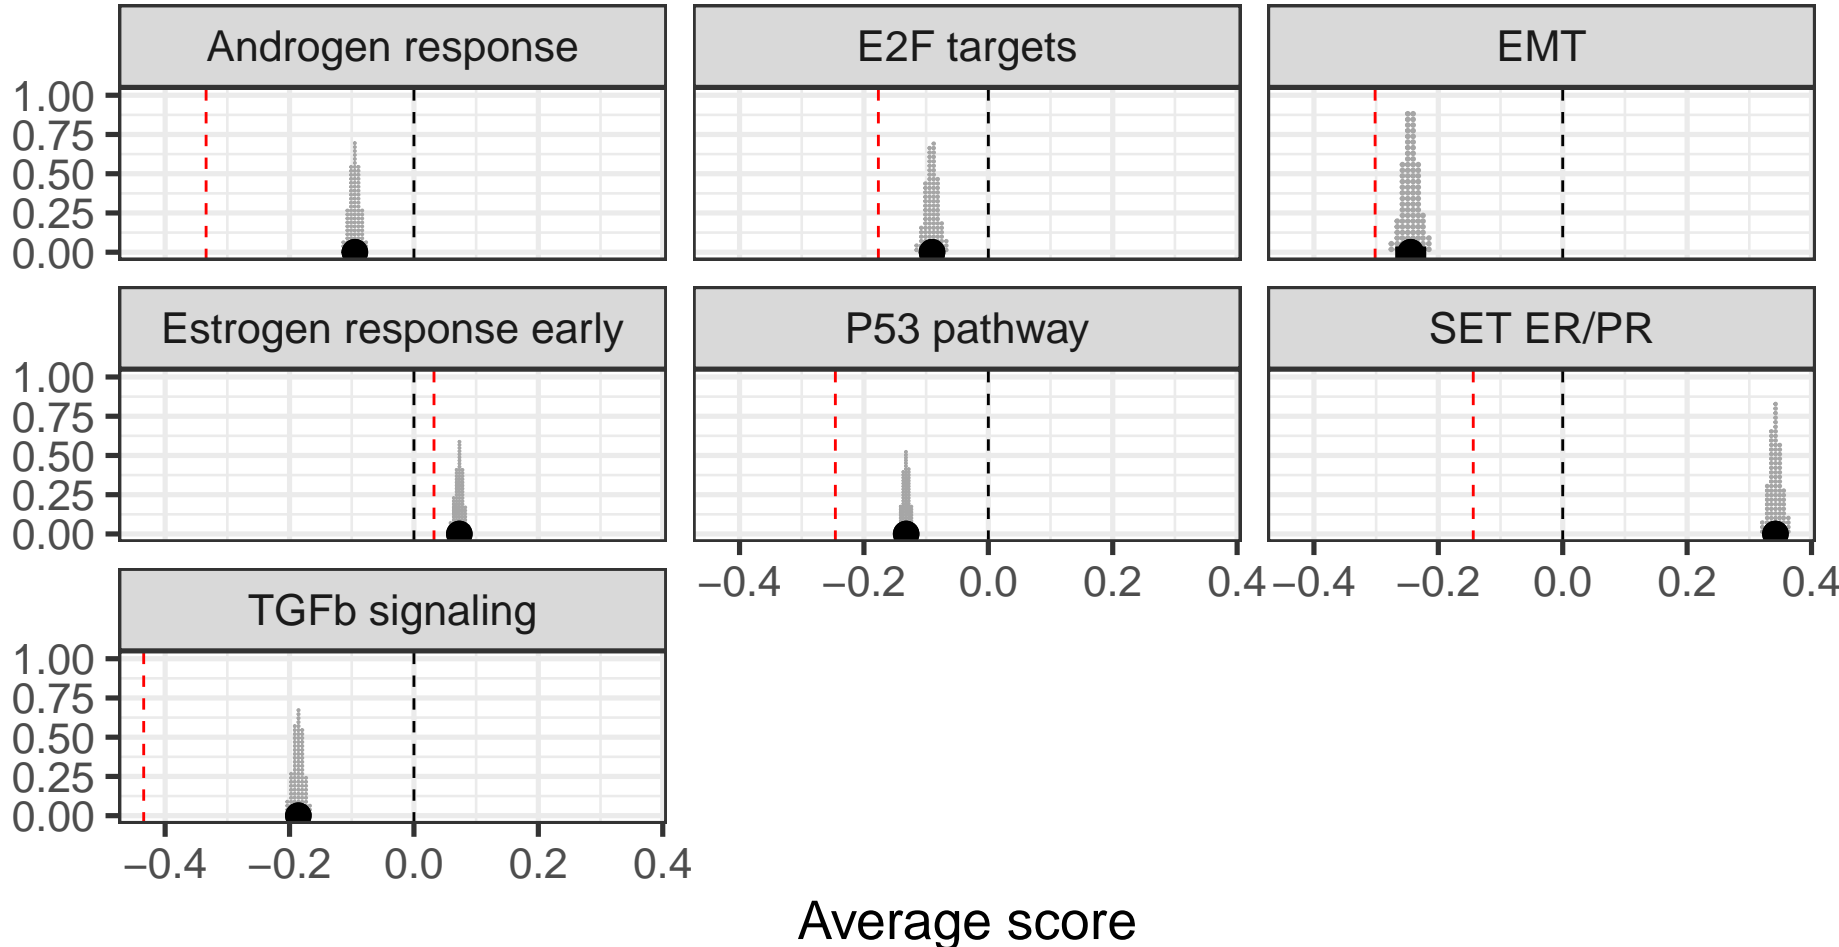 Androgen response
E2F targets
EMT
1.00
0.75
0.50
0.25
0.00
Estrogen response early
P53 pathway
SET ER/PR
1.00
0.75
0.50
0.25
0.00
−0.4 −0.2 0.0 0.2 0.4
−0.4 −0.2 0.0 0.2 0.4
TGFb signaling
1.00
0.75
0.50
0.25
0.00
−0.4 −0.2 0.0 0.2 0.4
Average score